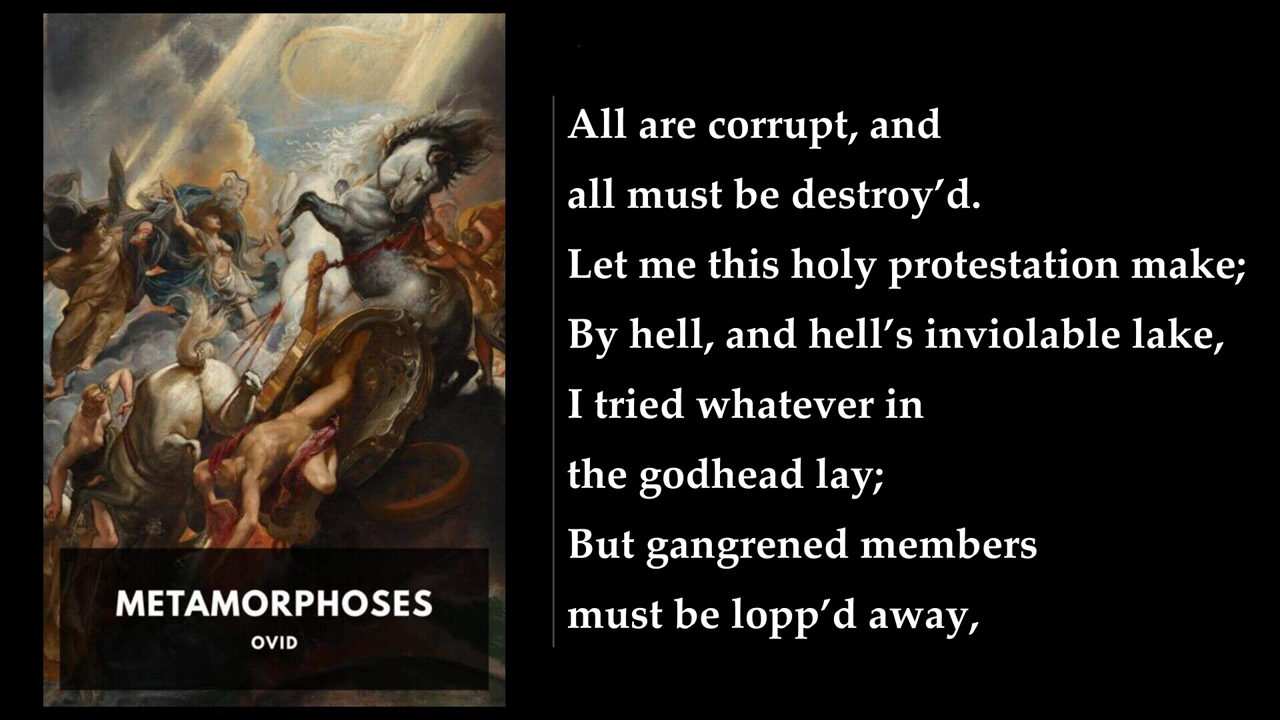 METAMORPHOSES
OVID
All are corrupt, and
all must be destroy’d.
Let me this holy protestation make;
By hell, and hell’s inviolable lake,
I tried whatever in
the godhead lay;
But gangrened members
must be lopp’d away,